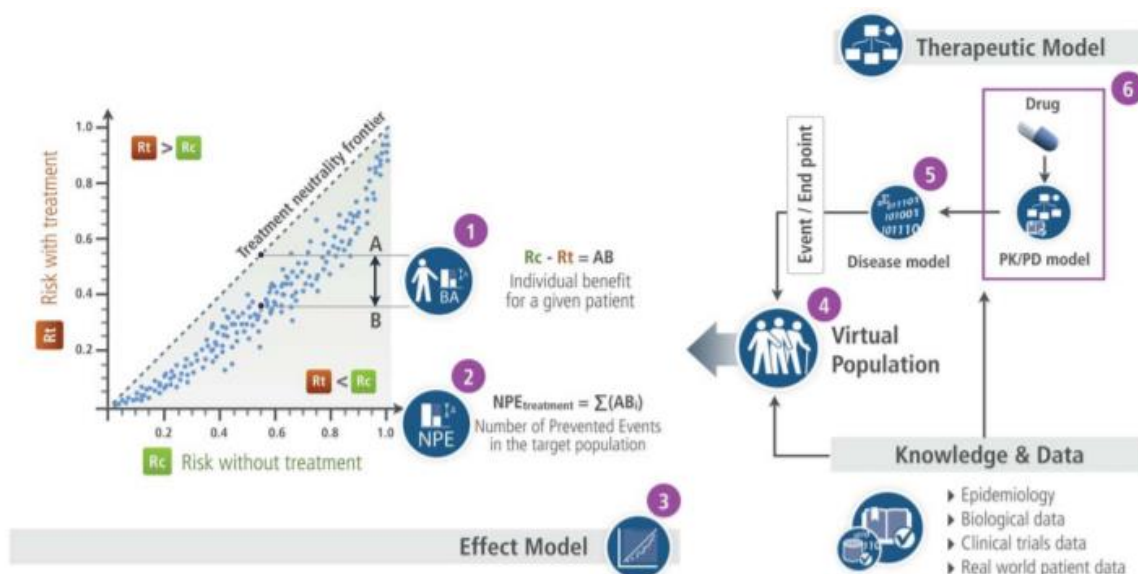 Therapeutic Model
6
Drug
PK/PD model
5
Disease model
Event / End point
4
Virtual
Population
Knowledge & Data
▸ Epidemiology
▸ Biological data
▸ Clinical trials data
▸ Real world patient data
Rt > Rc
Treatment neutrality frontier
1.0
0.8
0.6
0.4
0.2
Rt Risk with treatment
A
B
Rt < Rc
0.2 0.4 0.6 0.8 1.0
Rc Risk without treatment
1
BA
Rc - Rt = AB
Individual benefit
for a given patient
2
NPE
NPEtreatment = ∑(ABi)
Number of Prevented Events
in the target population
3
Effect Model